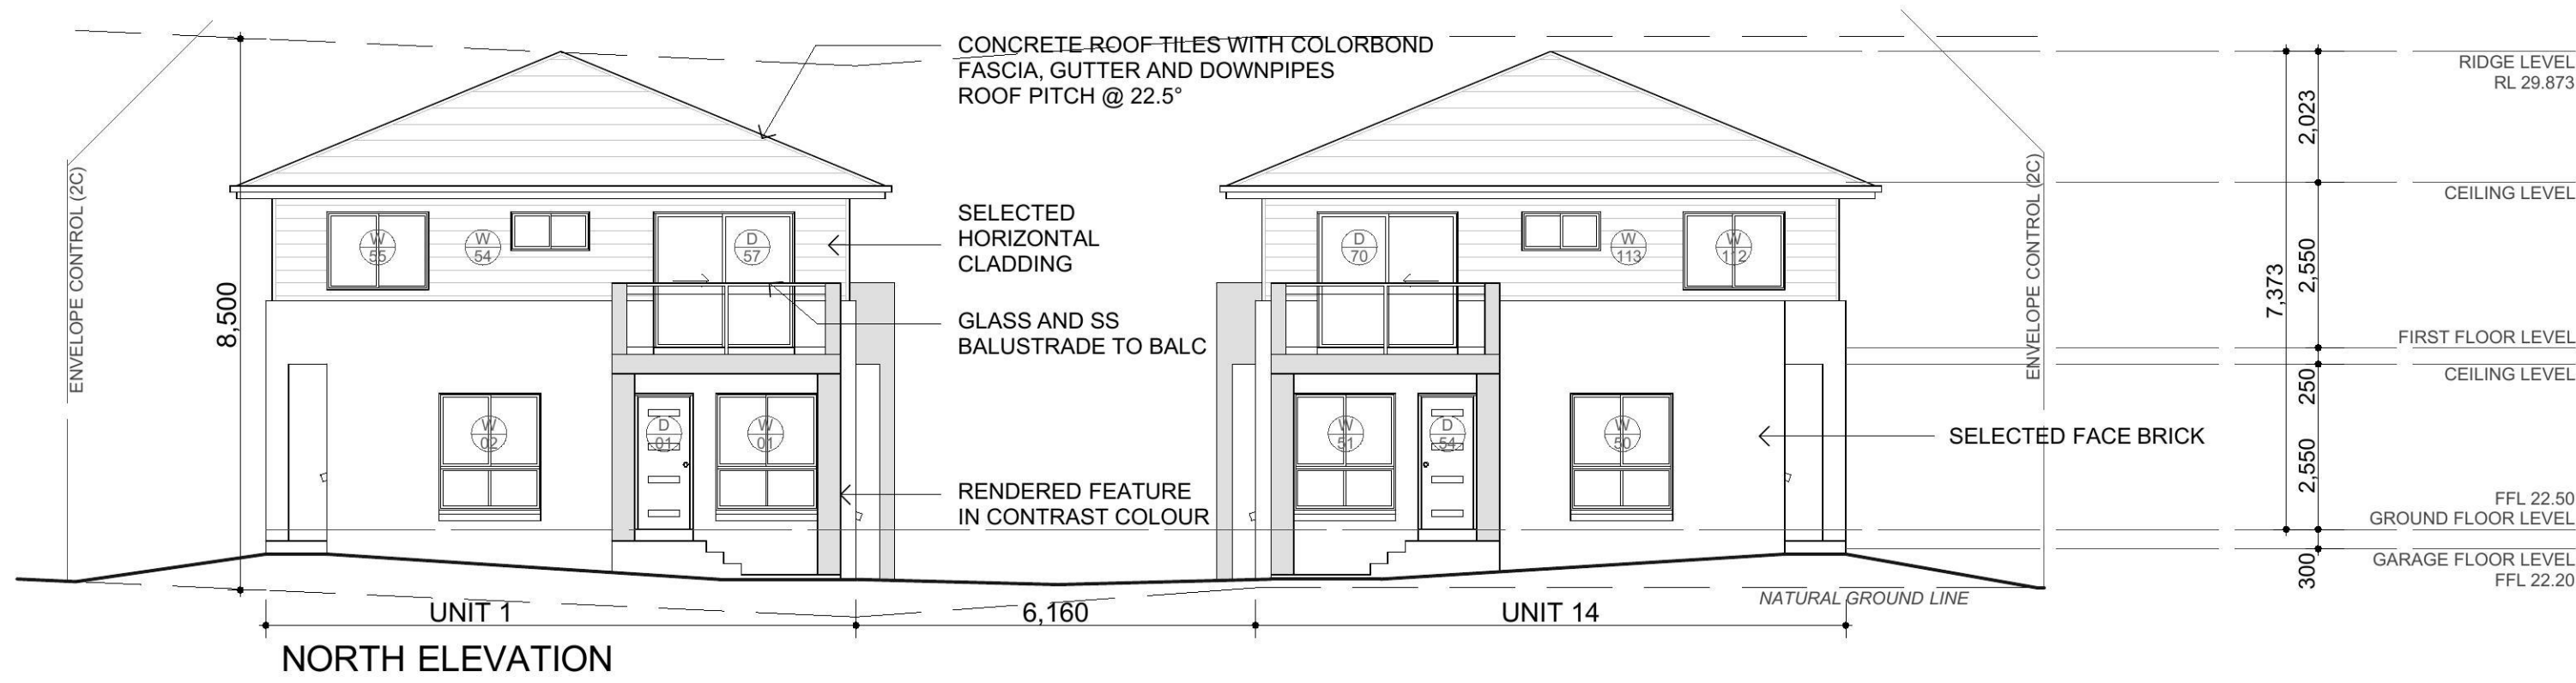 CONCRETE ROOF TILES WITH COLORBOND
FASCIA, GUTTER AND DOWNPIPES
ROOF PITCH @ 22.5°
RIDGE LEVEL
RL 29.873
2,023
ENVELOPE CONTROL (2C)
8,500
W
55
W
54
D
57
SELECTED
HORIZONTAL
CLADDING
D
70
W
113
W
112
ENVELOPE CONTROL (2C)
CEILING LEVEL
7,373
2,550
GLASS AND SS
BALUSTRADE TO BALC
FIRST FLOOR LEVEL
CEILING LEVEL
250
W
02
D
01
W
01
W
51
D
54
W
50
SELECTED FACE BRICK
2,550
RENDERED FEATURE
IN CONTRAST COLOUR
FFL 22.50
GROUND FLOOR LEVEL
300
GARAGE FLOOR LEVEL
FFL 22.20
NATURAL GROUND LINE
UNIT 1
6,160
UNIT 14
NORTH ELEVATION